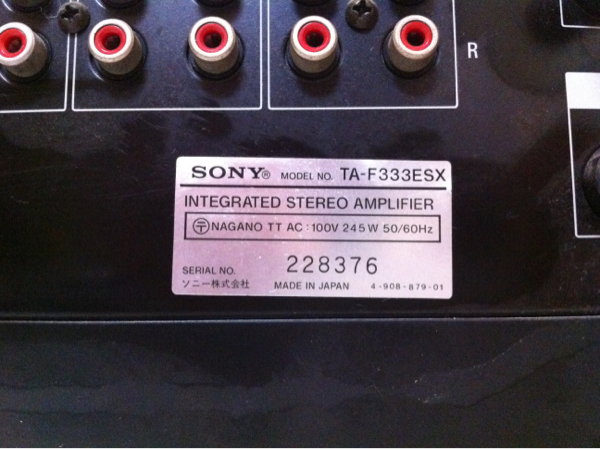 R
SONY® MODEL NO. TA-F333ESX
INTEGRATED STEREO AMPLIFIER
〒 NAGANO TT AC : 100V 245W 50/60Hz
SERIAL NO. 228376
ソニー株式会社 MADE IN JAPAN 4-908-879-01